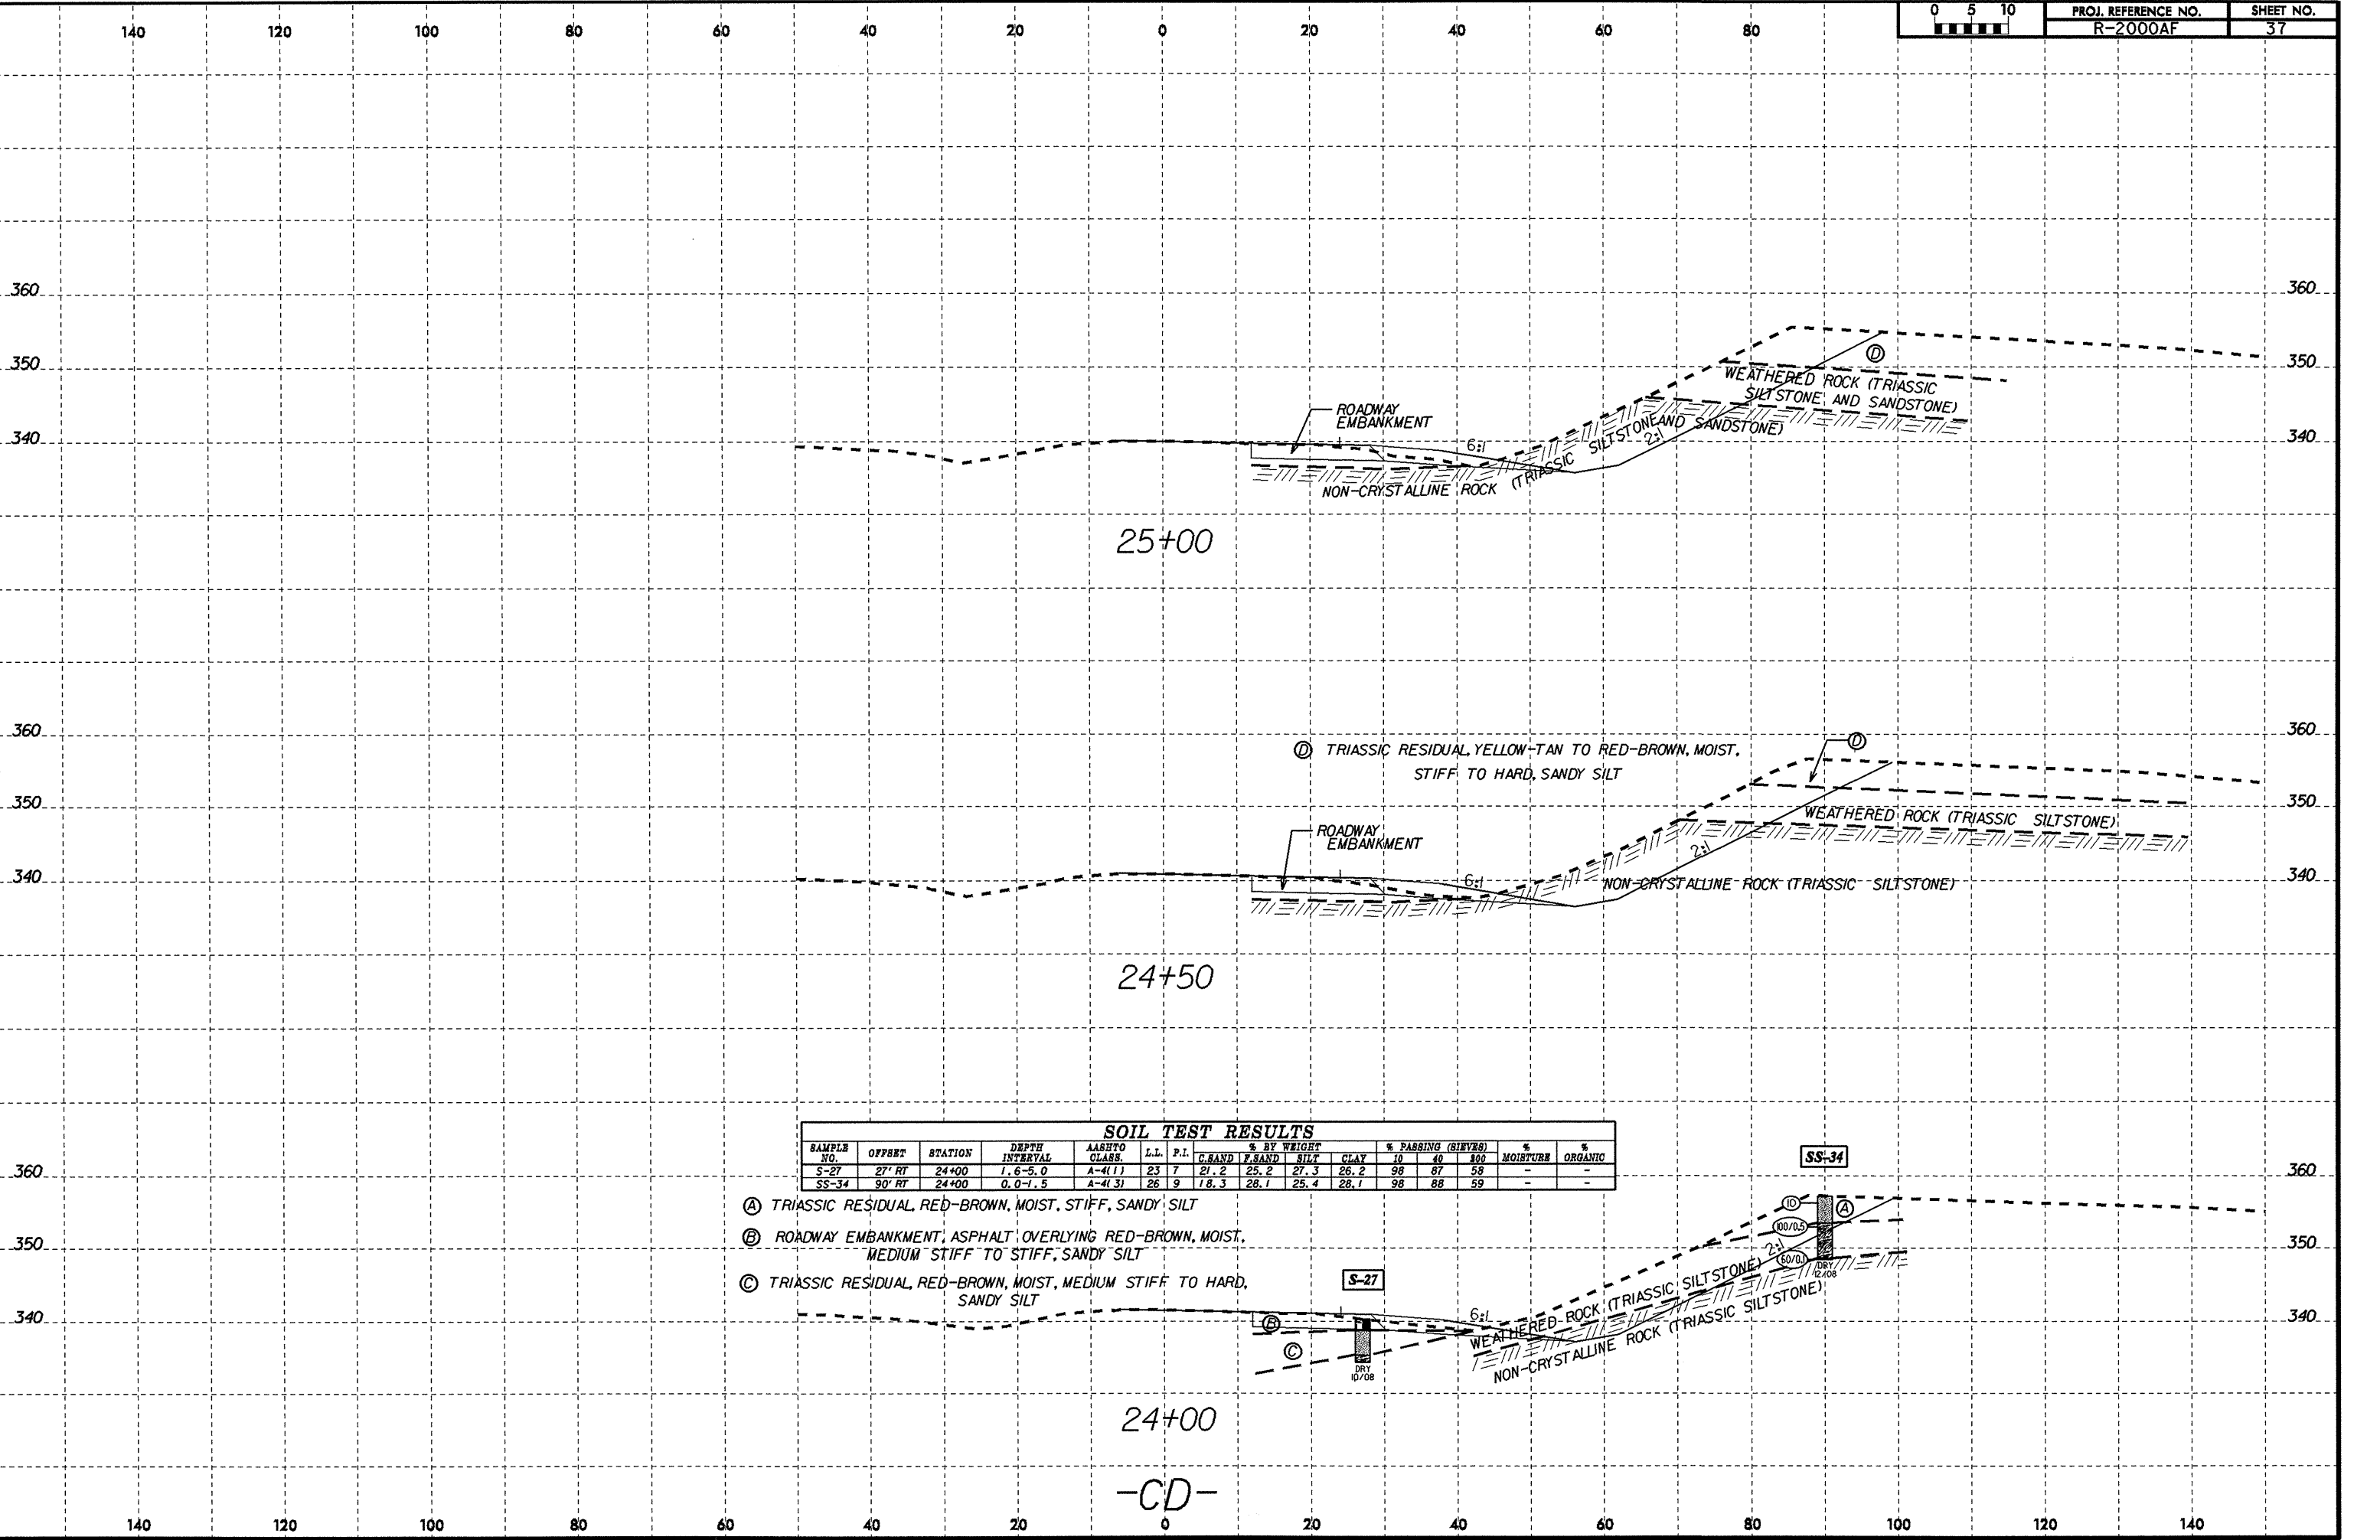 0 5 10 PROJ. REFERENCE NO. SHEET NO.
R-2000AF 37
140 120 100 80 60 40 20 0 20 40 60 80
360 360
350 350
D
WEATHERED ROCK (TRIASSIC
SILTSTONE AND SANDSTONE)
ROADWAY
EMBANKMENT
340 340
6:1
2:1
NON-CRYSTALLINE ROCK (TRIASSIC SILTSTONE AND SANDSTONE)
25+00
360 360
D TRIASSIC RESIDUAL, YELLOW-TAN TO RED-BROWN, MOIST,
STIFF TO HARD, SANDY SILT
D
350 350
WEATHERED ROCK (TRIASSIC SILTSTONE)
ROADWAY
EMBANKMENT
2:1
340 340
6:1
NON-CRYSTALLINE ROCK (TRIASSIC SILTSTONE)
24+50
SOIL TEST RESULTS
SAMPLE NO. OFFSET STATION DEPTH INTERVAL AASHTO CLASS. L.L. P.I. % BY WEIGHT % PASSING (SIEVES) % MOISTURE % ORGANIC
C.SAND F.SAND SILT CLAY 10 40 200
S-27 27' RT 24+00 1.6-5.0 A-4(1) 23 7 21.2 25.2 27.3 26.2 98 87 58 - -
SS-34 90' RT 24+00 0.0-1.5 A-4(3) 26 9 18.3 28.1 25.4 28.1 98 88 59 - -
SS-34
360 360
A TRIASSIC RESIDUAL, RED-BROWN, MOIST, STIFF, SANDY SILT
B ROADWAY EMBANKMENT, ASPHALT OVERLYING RED-BROWN, MOIST,
MEDIUM STIFF TO STIFF, SANDY SILT
C TRIASSIC RESIDUAL, RED-BROWN, MOIST, MEDIUM STIFF TO HARD,
SANDY SILT
10
A
100/0.5
350 350
2:1
60/0.1
DRY
12/08
S-27
340 340
6:1
B
C
DRY
10/08
WEATHERED ROCK (TRIASSIC SILTSTONE)
NON-CRYSTALLINE ROCK (TRIASSIC SILTSTONE)
24+00
-CD-
140 120 100 80 60 40 20 0 20 40 60 80 100 120 140